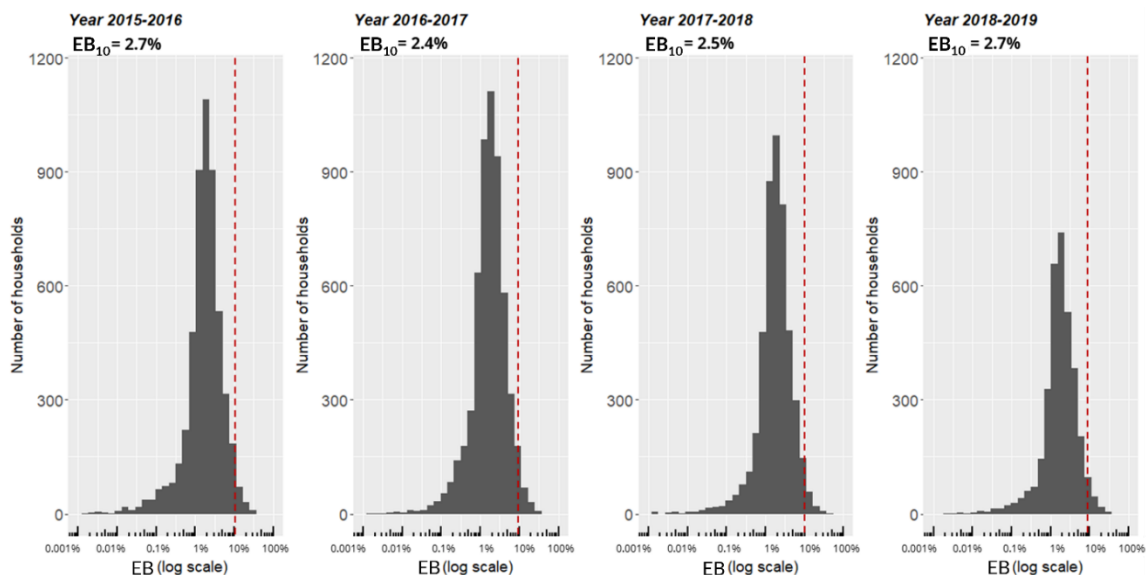 Year 2015-2016
EB10 = 2.7%
1200
900
600
300
0
Number of households
0.001% 0.01% 0.1% 1% 10% 100%
EB (log scale)
Year 2016-2017
EB10 = 2.4%
1200
900
600
300
0
Number of households
0.001% 0.01% 0.1% 1% 10% 100%
EB (log scale)
Year 2017-2018
EB10 = 2.5%
1200
900
600
300
0
Number of households
0.001% 0.01% 0.1% 1% 10% 100%
EB (log scale)
Year 2018-2019
EB10 = 2.7%
1200
900
600
300
0
Number of households
0.001% 0.01% 0.1% 1% 10% 100%
EB (log scale)